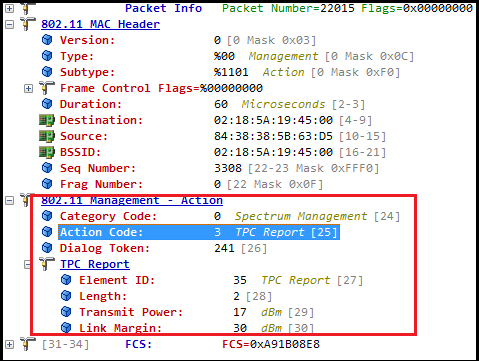 Packet Info Packet Number=22015 Flags=0x00000000
802.11 MAC Header
Version: 0 [0 Mask 0x03]
Type: %00 Management [0 Mask 0x0C]
Subtype: %1101 Action [0 Mask 0xF0]
Frame Control Flags=%00000000
Duration: 60 Microseconds [2-3]
Destination: 02:18:5A:19:45:00 [4-9]
Source: 84:38:38:5B:63:D5 [10-15]
BSSID: 02:18:5A:19:45:00 [16-21]
Seq Number: 3308 [22-23 Mask 0xFFF0]
Frag Number: 0 [22 Mask 0x0F]
802.11 Management - Action
Category Code: 0 Spectrum Management [24]
Action Code: 3 TPC Report [25]
Dialog Token: 241 [26]
TPC Report
Element ID: 35 TPC Report [27]
Length: 2 [28]
Transmit Power: 17 dBm [29]
Link Margin: 30 dBm [30]
[31-34] FCS: FCS=0xA91B08E8